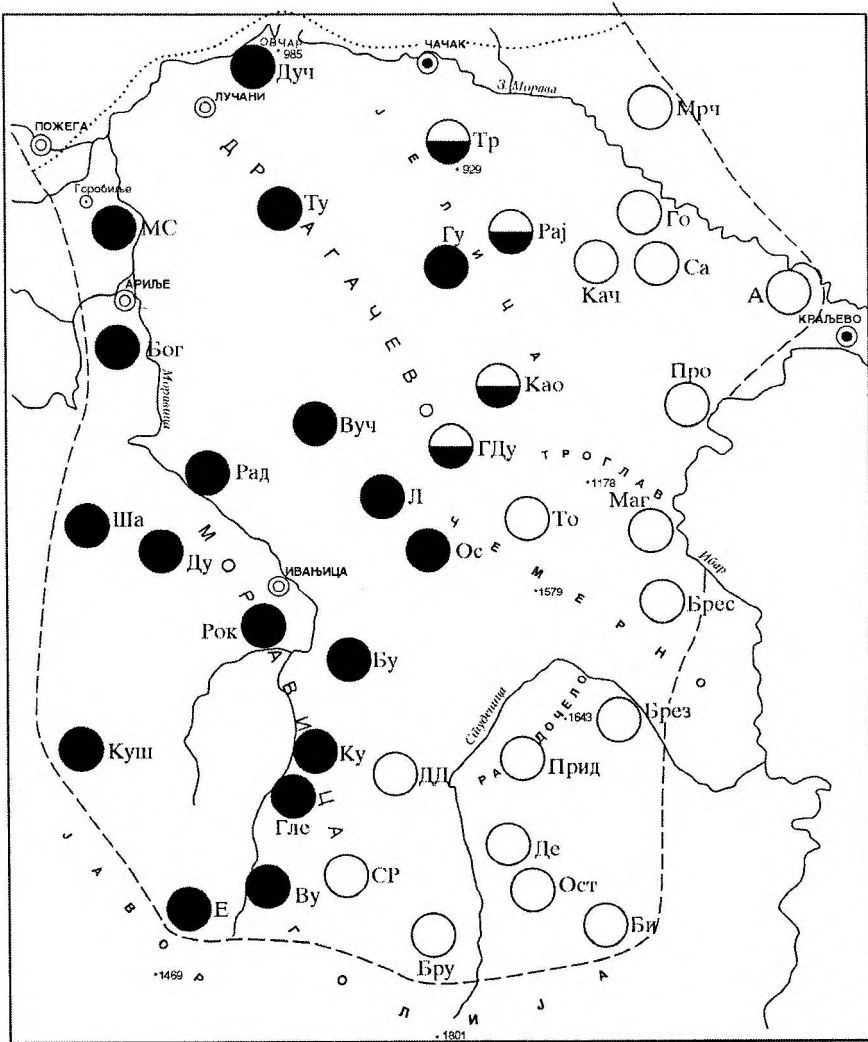 ОВЧАР
985
Дуч
ЧАЧАК
З. Морава
ЛУЧАНИ
Мрч
ПОЖЕГА
Тр
929
Горобиље
МС
Ту
Гу
Рај
Го
Кач
Са
А
АРИЉЕ
КРАЉЕВО
Бог
Моравица
ДРАГАЧЕВО
ЈЕЛИЦА
Као
Про
Вуч
ГДу
ТРОГЛАВ
1178
Рад
Л
То
Маг
Ша
Ду
Ос
ЧЕМЕРНО
Ибар
ИВАЊИЦА
1579
Брес
МОРАВИЦА
Рок
Бу
Студеница
РАДОЧЕЛО
1643
Брез
Куш
Ку
ДД
Прид
Гле
Де
СР
Ву
Е
Ост
Би
Бру
ЈАВОР
1469
ГОЛИЈА
1801